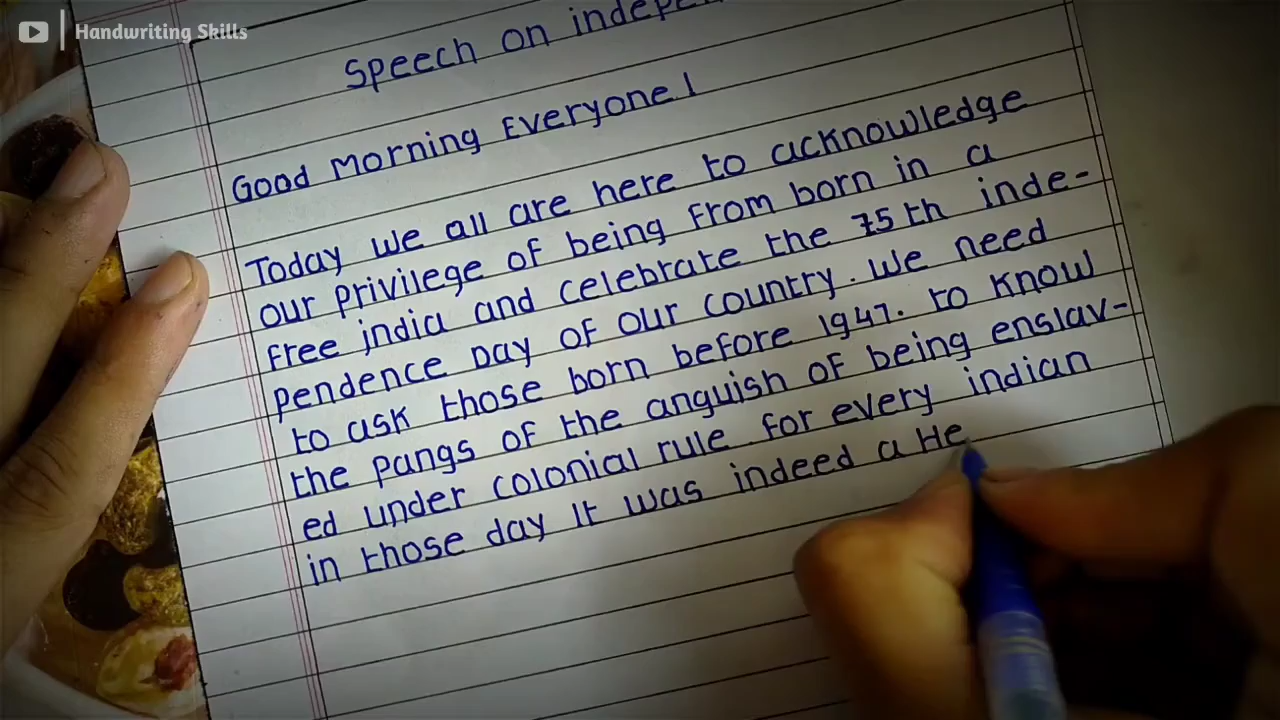 Handwriting Skills
Speech on indepe
Good Morning Everyone!
Today we all are here to acknowledge
our privilege of being from born in a
free india and celebrate the 75th inde-
pendence Day of our country. We need
to ask those born before 1947. to know
the pangs of the anguish of being enslav-
ed under colonial rule for every indian
in those day It was indeed a He